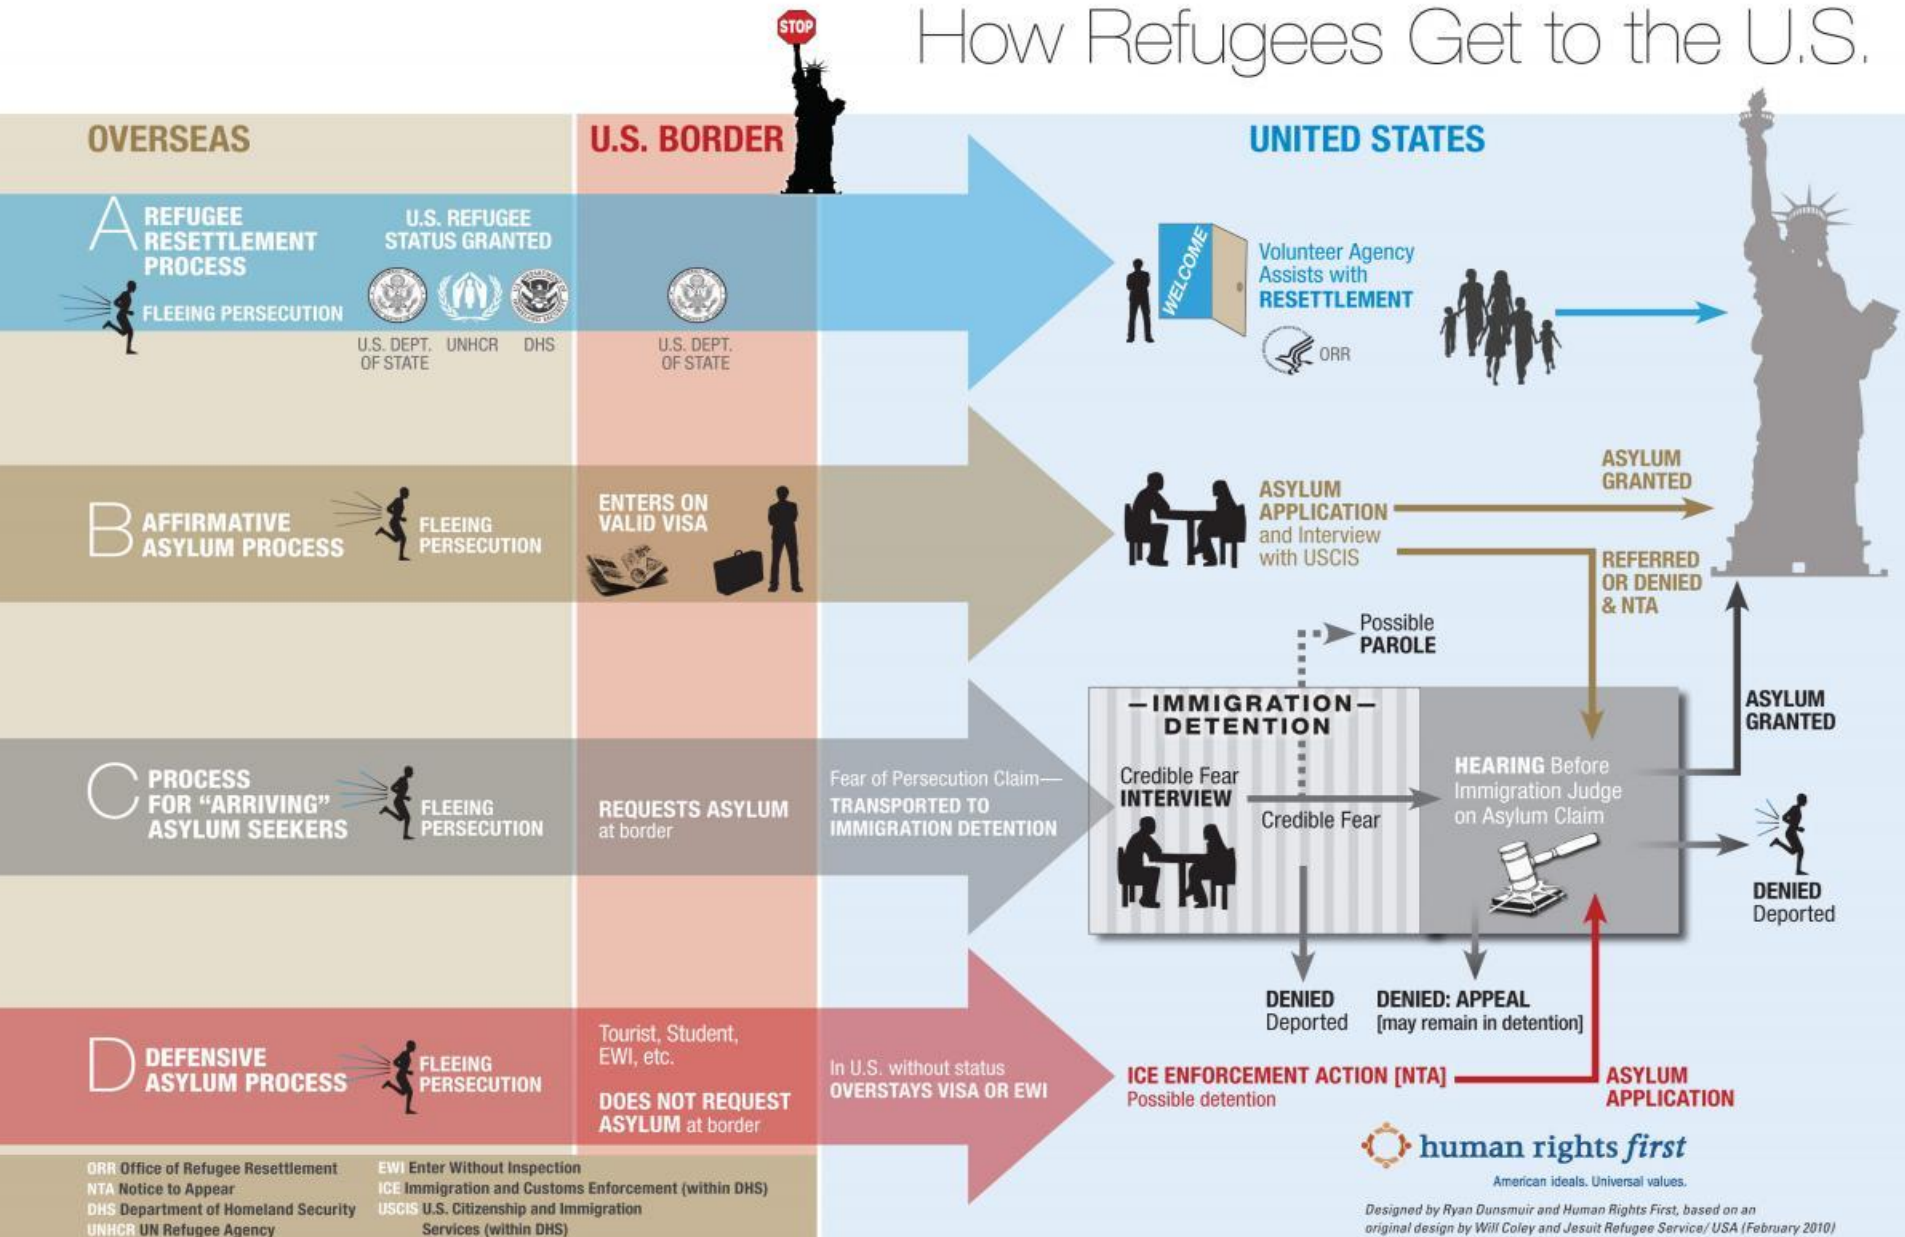 STOP
How Refugees Get to the U.S.
OVERSEAS
U.S. BORDER
UNITED STATES
A REFUGEE
RESETTLEMENT
PROCESS
FLEEING PERSECUTION
U.S. REFUGEE
STATUS GRANTED
U.S. DEPT.
OF STATE
UNHCR
DHS
U.S. DEPT.
OF STATE
WELCOME
Volunteer Agency
Assists with
RESETTLEMENT
ORR
B AFFIRMATIVE
ASYLUM PROCESS
FLEEING
PERSECUTION
ENTERS ON
VALID VISA
ASYLUM
APPLICATION
and Interview
with USCIS
ASYLUM
GRANTED
REFERRED
OR DENIED
& NTA
Possible
PAROLE
C PROCESS
FOR “ARRIVING”
ASYLUM SEEKERS
FLEEING
PERSECUTION
REQUESTS ASYLUM
at border
Fear of Persecution Claim—
TRANSPORTED TO
IMMIGRATION DETENTION
—IMMIGRATION—
DETENTION
Credible Fear
INTERVIEW
Credible Fear
HEARING Before
Immigration Judge
on Asylum Claim
ASYLUM
GRANTED
DENIED
Deported
DENIED
Deported
DENIED: APPEAL
[may remain in detention]
D DEFENSIVE
ASYLUM PROCESS
FLEEING
PERSECUTION
Tourist, Student,
EWI, etc.
DOES NOT REQUEST
ASYLUM at border
In U.S. without status
OVERSTAYS VISA OR EWI
ICE ENFORCEMENT ACTION [NTA]
Possible detention
ASYLUM
APPLICATION
ORR Office of Refugee Resettlement
NTA Notice to Appear
DHS Department of Homeland Security
UNHCR UN Refugee Agency
EWI Enter Without Inspection
ICE Immigration and Customs Enforcement (within DHS)
USCIS U.S. Citizenship and Immigration
Services (within DHS)
human rights first
American ideals. Universal values.
Designed by Ryan Dunsmuir and Human Rights First, based on an
original design by Will Coley and Jesuit Refugee Service/ USA (February 2010)